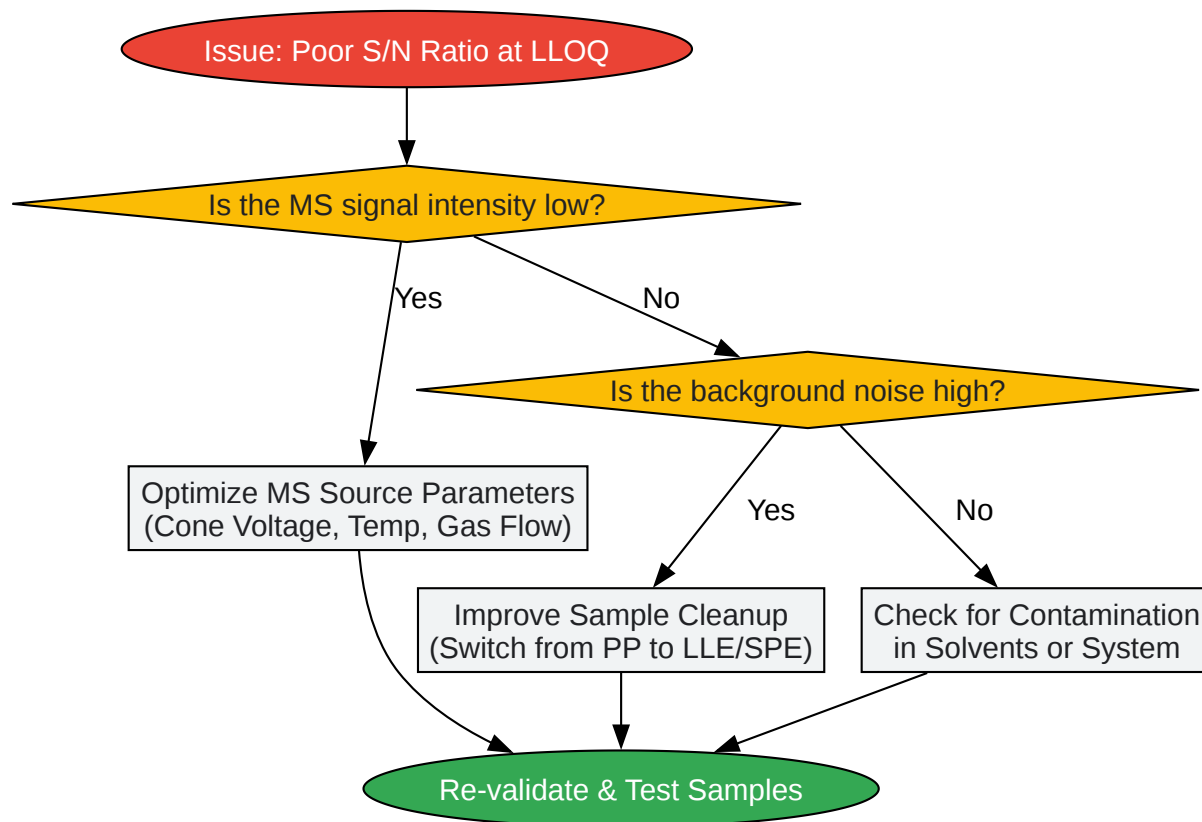 Issue: Poor S/N Ratio at LLOQ
Is the MS signal intensity low?
Yes
No
Is the background noise high?
Optimize MS Source Parameters
(Cone Voltage, Temp, Gas Flow)
Yes
No
Improve Sample Cleanup
(Switch from PP to LLE/SPE)
Check for Contamination
in Solvents or System
Re-validate & Test Samples